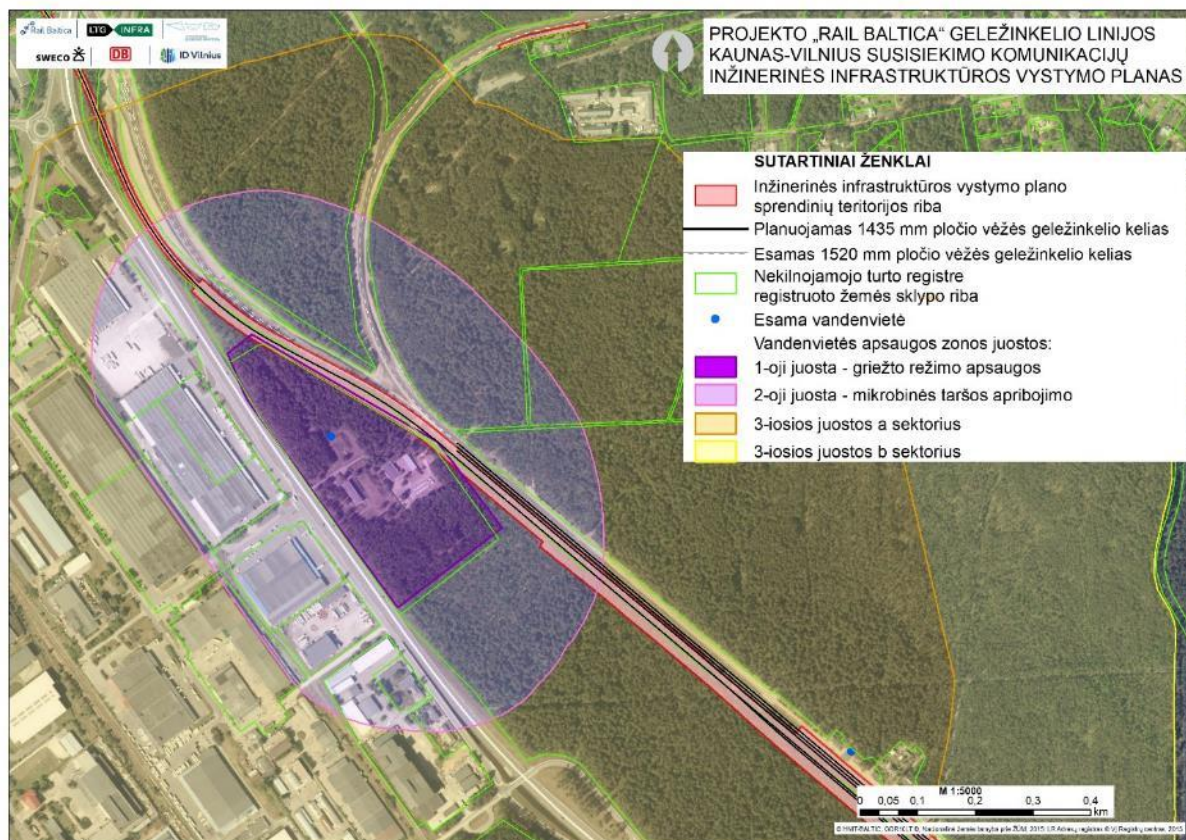 Rail Baltica
LTG INFRA
SWECO
DB
ID Vilnius
PROJEKTO „RAIL BALTICA“ GELEŽINKELIO LINIJOS
KAUNAS-VILNIUS SUSISIEKIMO KOMUNIKACIJŲ
INŽINERINĖS INFRASTRUKTŪROS VYSTYMO PLANAS
SUTARTINIAI ŽENKLAI
Inžinerinės infrastruktūros vystymo plano
sprendinių teritorijos riba
Planuojamas 1435 mm pločio vėžės geležinkelio kelias
Esamas 1520 mm pločio vėžės geležinkelio kelias
Nekilnojamojo turto registre
registruoto žemės sklypo riba
Esama vandenvietė
Vandenvietės apsaugos zonos juostos:
1-oji juosta - griežto režimo apsaugos
2-oji juosta - mikrobinės taršos apribojimo
3-iosios juostos a sektorius
3-iosios juostos b sektorius
M 1:5000
0 0,05 0,1 0,2 0,3 0,4
km